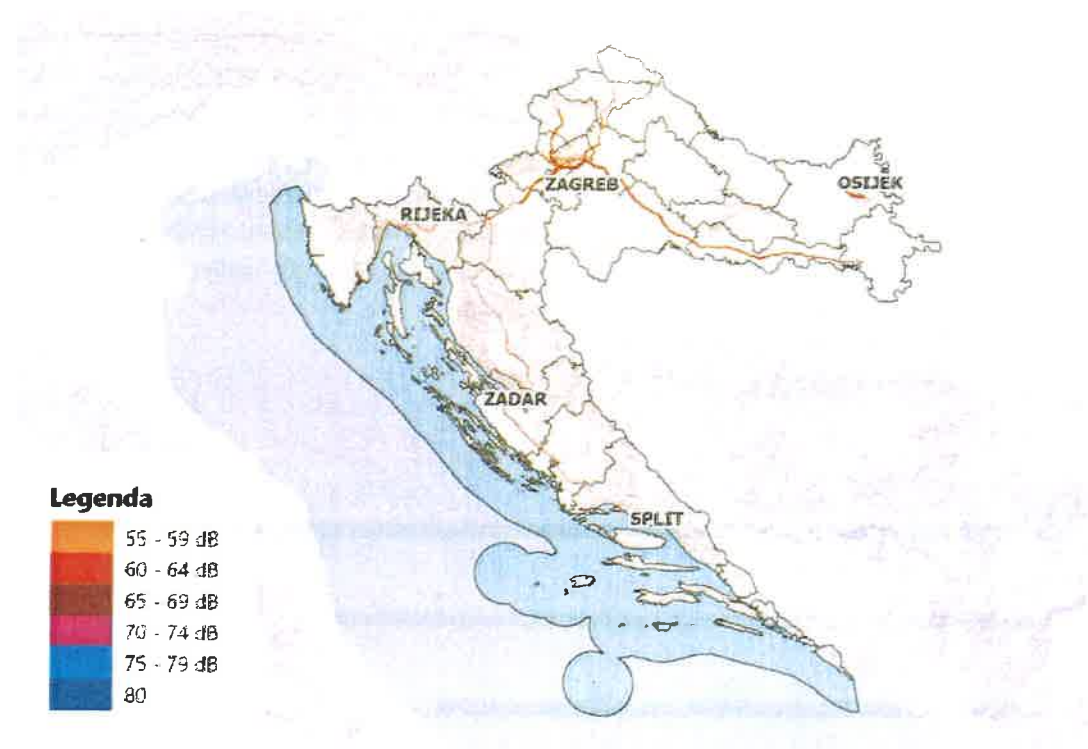 ZAGREB
OSIJEK
RIJEKA
ZADAR
SPLIT
Legenda
55 - 59 dB
60 - 64 dB
65 - 69 dB
70 - 74 dB
75 - 79 dB
80